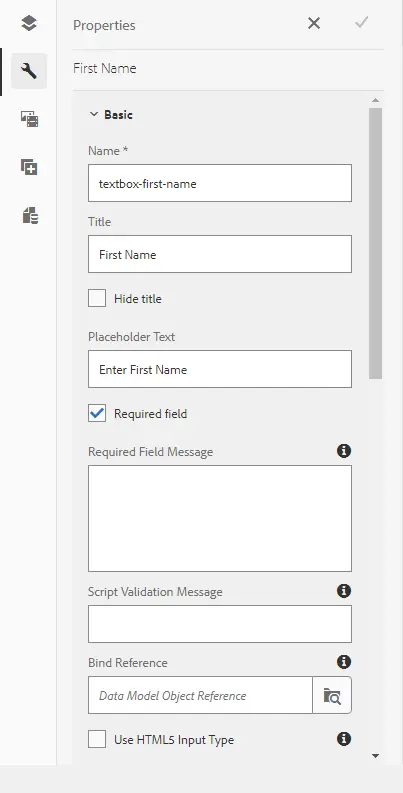 Properties
First Name
Basic
Name *
textbox-first-name
Title
First Name
Hide title
Placeholder Text
Enter First Name
Required field
Required Field Message
Script Validation Message
Bind Reference
Data Model Object Reference
Use HTML5 Input Type